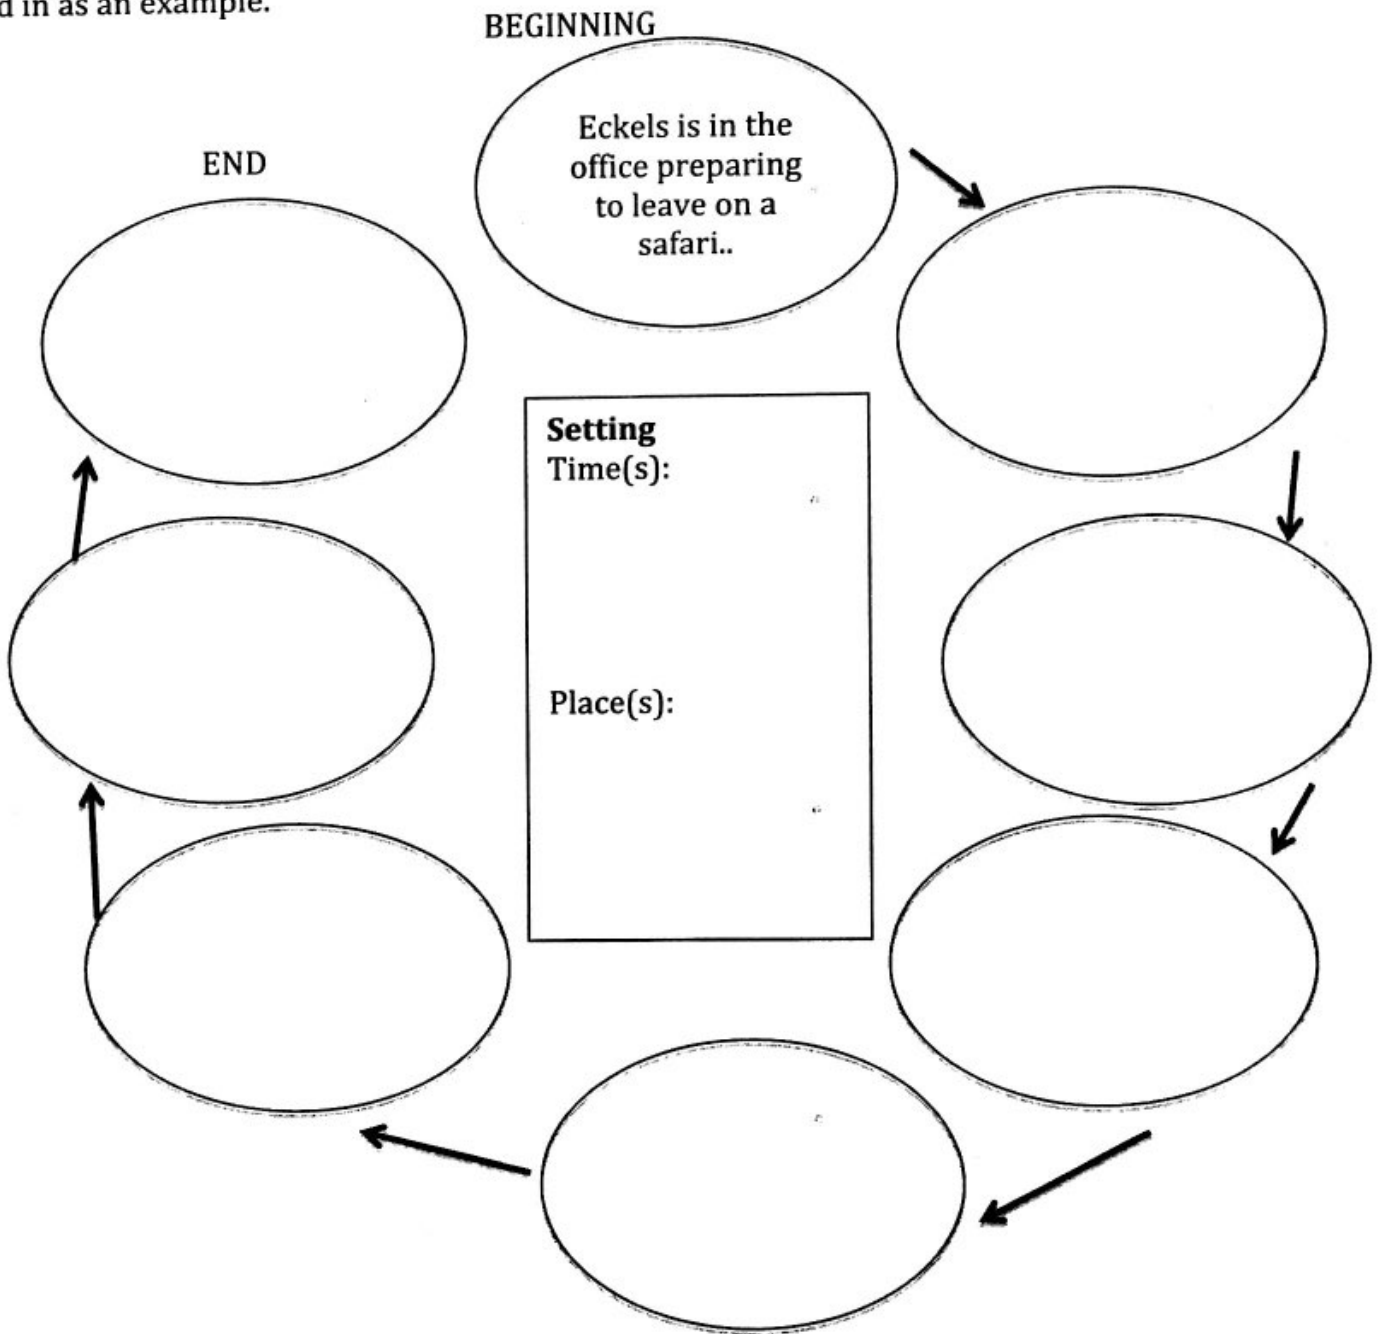 d in as an example.
BEGINNING
Eckels is in the
office preparing
to leave on a
safari..
END
Setting
Time(s):
Place(s):